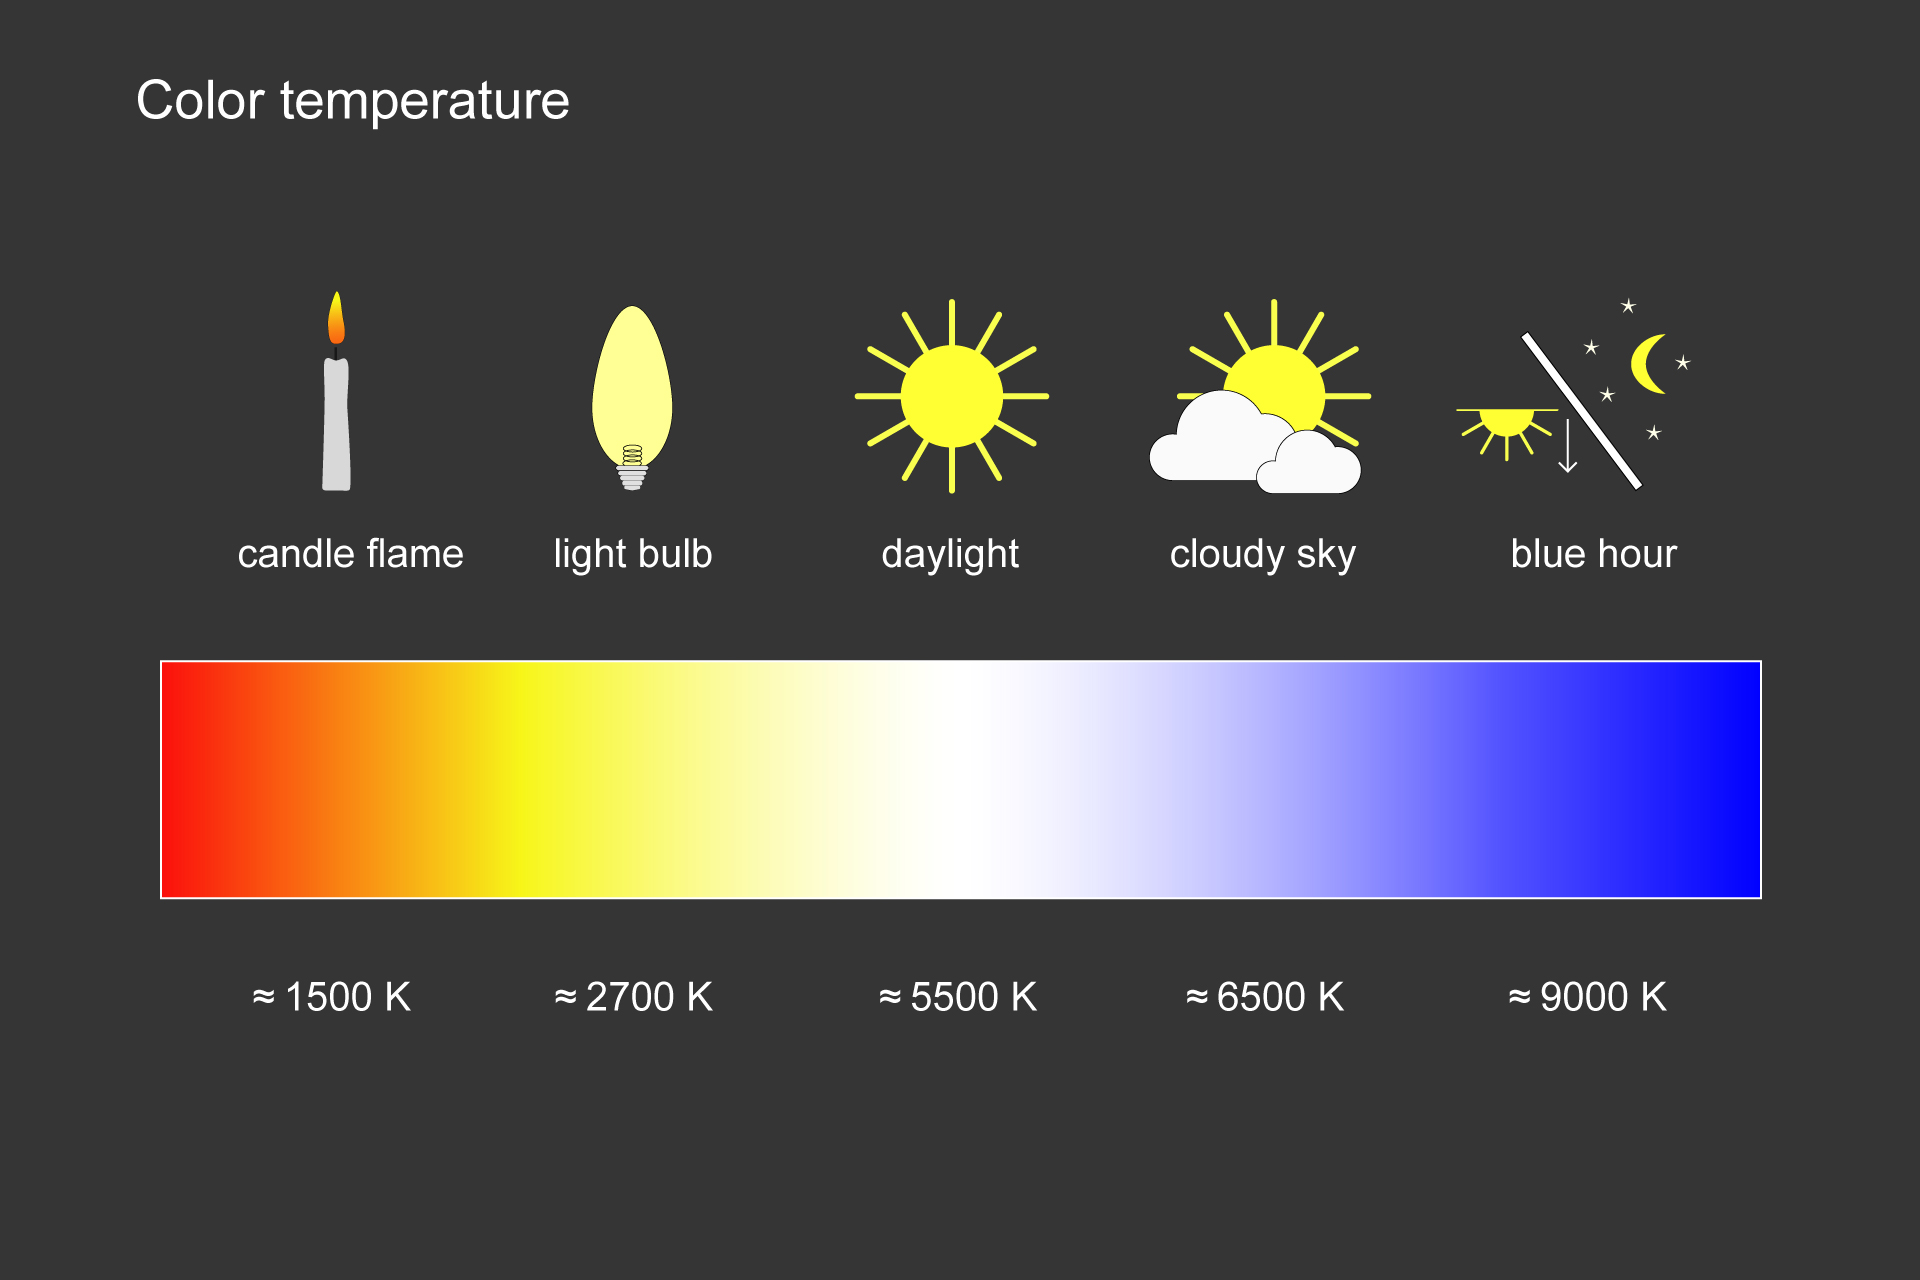 Color temperature
candle flame light bulb daylight cloudy sky blue hour
≈ 1500 K ≈ 2700 K ≈ 5500 K ≈ 6500 K ≈ 9000 K